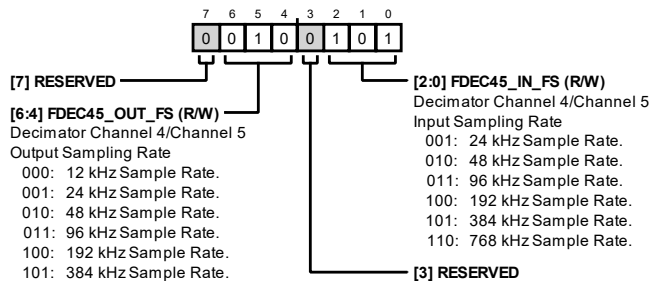 7 6 5 4 3 2 1 0
0 0 1 0 0 1 0 1
[7] RESERVED
[6:4] FDEC45_OUT_FS (R/W)
Decimator Channel 4/Channel 5
Output Sampling Rate
000: 12 kHz Sample Rate.
001: 24 kHz Sample Rate.
010: 48 kHz Sample Rate.
011: 96 kHz Sample Rate.
100: 192 kHz Sample Rate.
101: 384 kHz Sample Rate.
[2:0] FDEC45_IN_FS (R/W)
Decimator Channel 4/Channel 5
Input Sampling Rate
001: 24 kHz Sample Rate.
010: 48 kHz Sample Rate.
011: 96 kHz Sample Rate.
100: 192 kHz Sample Rate.
101: 384 kHz Sample Rate.
110: 768 kHz Sample Rate.
[3] RESERVED